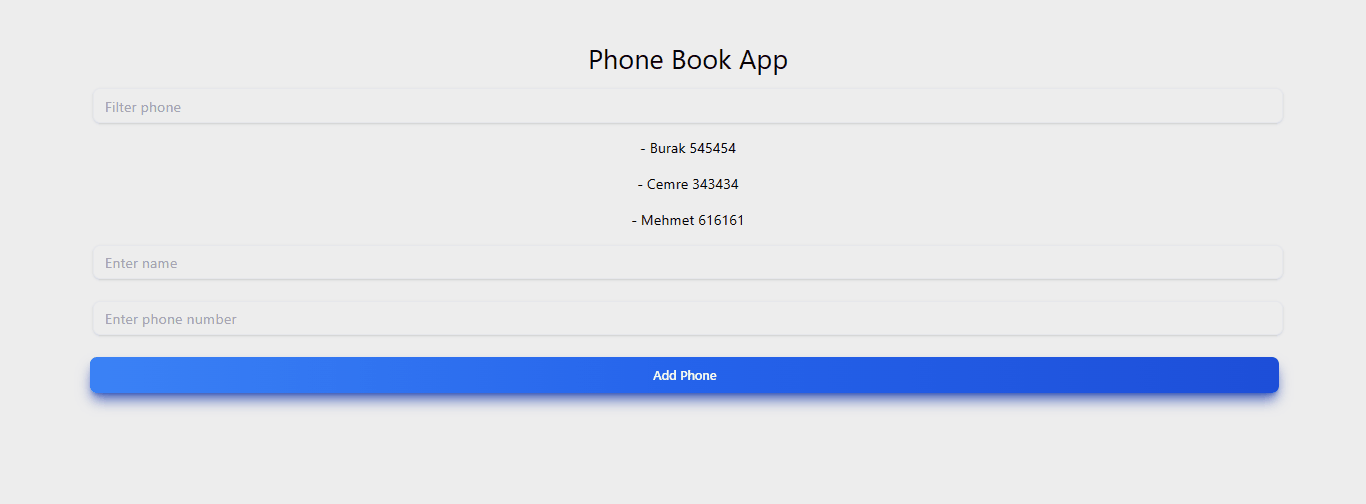 Phone Book App
Filter phone
- Burak 545454
- Cemre 343434
- Mehmet 616161
Enter name
Enter phone number
Add Phone